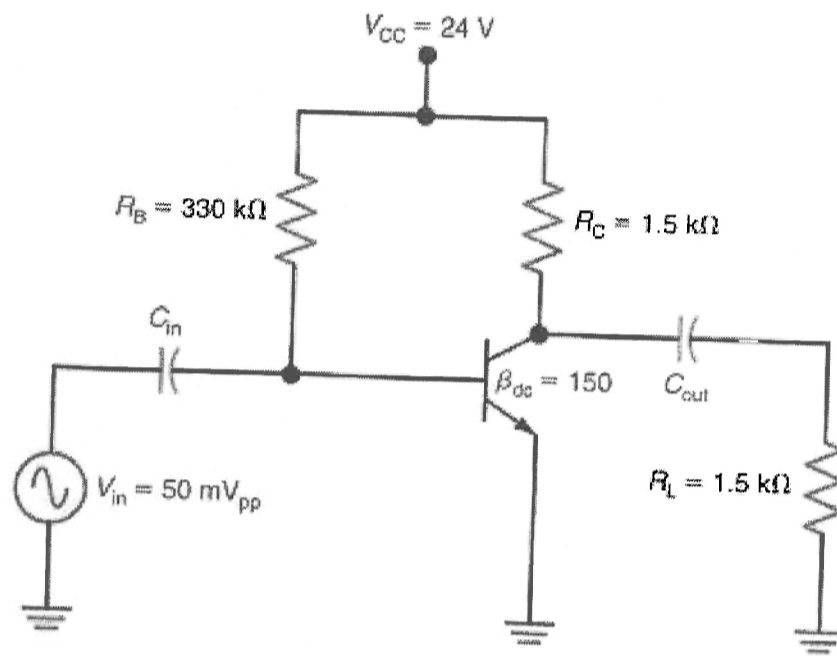 V_CC = 24 V
R_B = 330 kΩ
R_C = 1.5 kΩ
C_in
β_dc = 150
C_out
V_in = 50 mV_pp
R_L = 1.5 kΩ